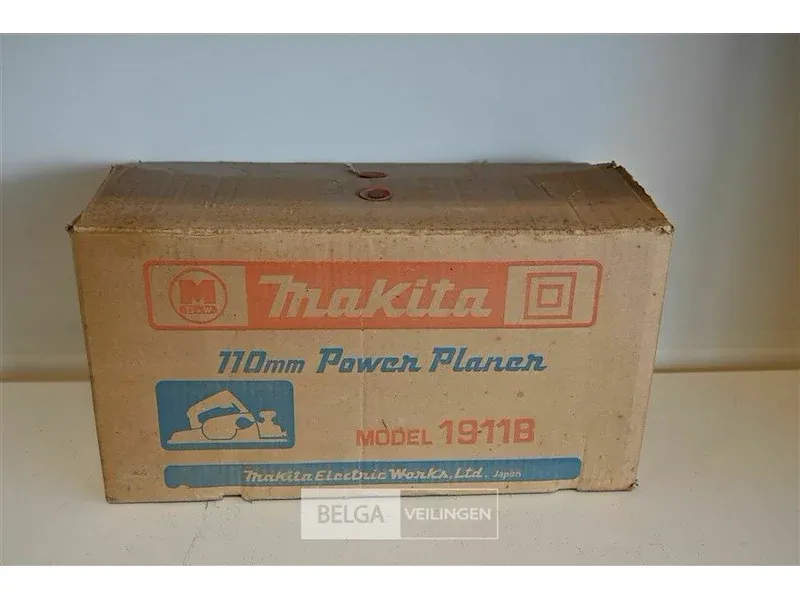 M
E•W
makita
110mm Power Planer
MODEL 1911B
Makita Electric Works, Ltd. Japan
BELGA VEILINGEN